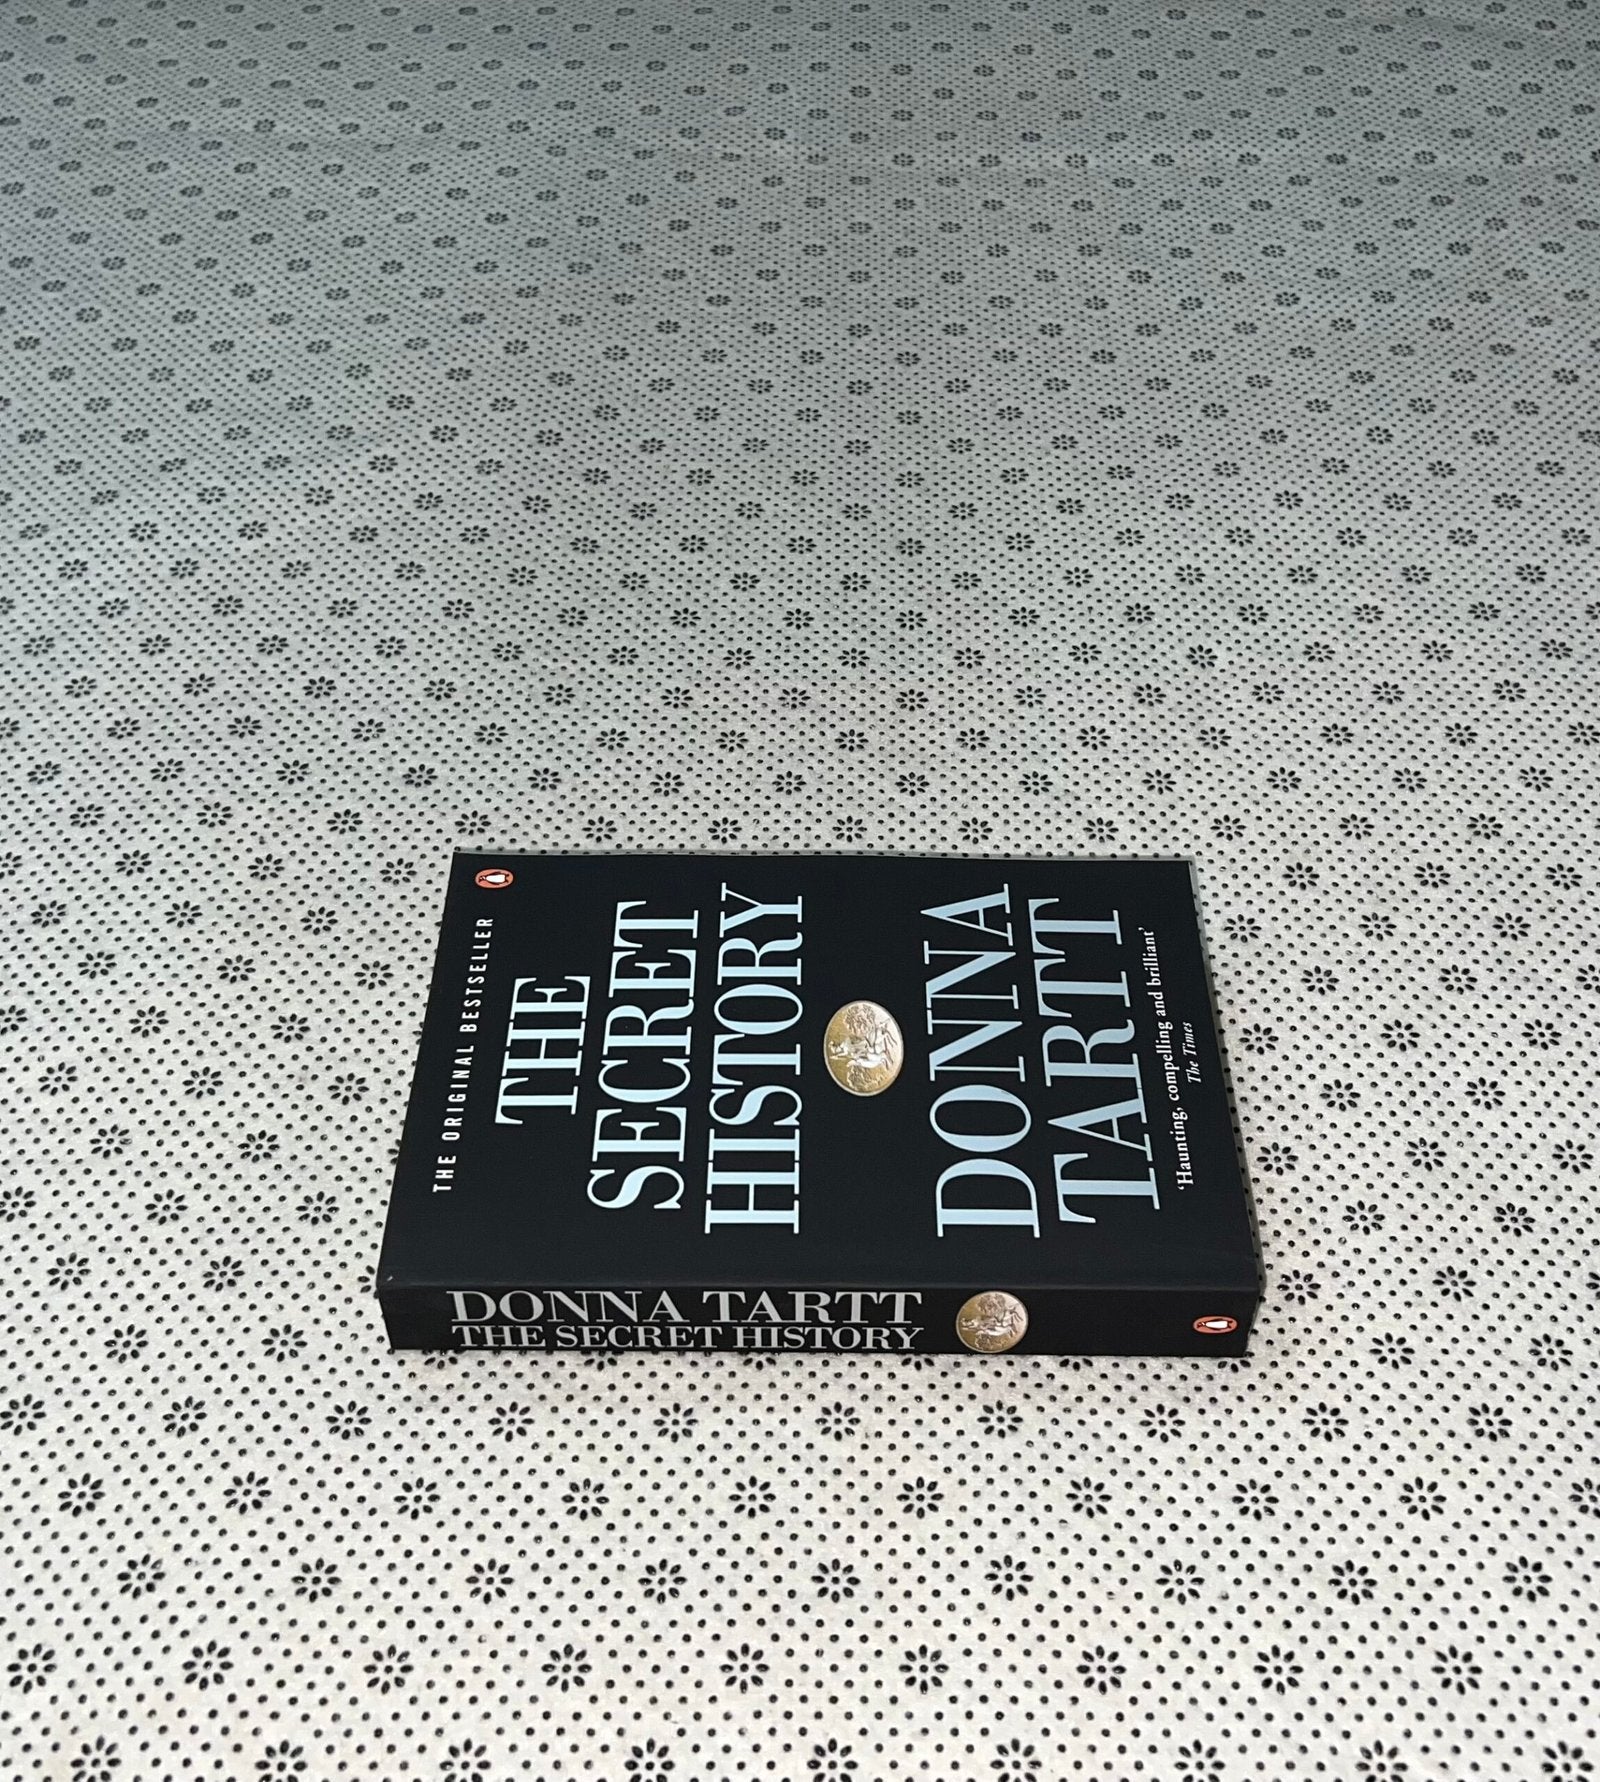 THE ORIGINAL BESTSELLER
THE
SECRET
HISTORY
DONNA
TARTT
‘Haunting, compelling and brilliant’
The Times
DONNA TARTT
THE SECRET HISTORY